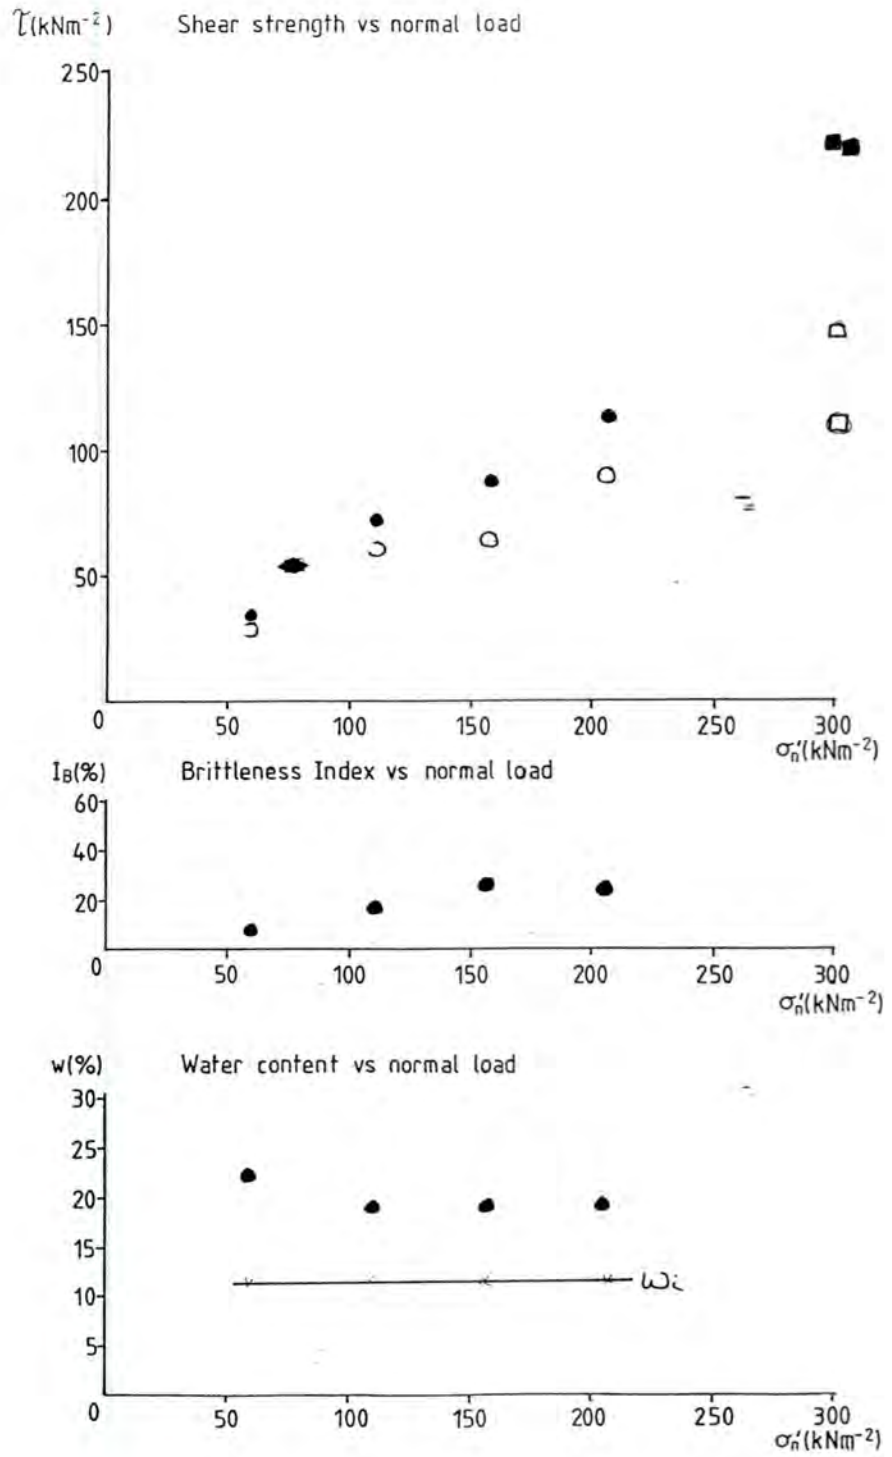 τ(kNm⁻²) Shear strength vs normal load
250
200
150
100
50
0 50 100 150 200 250 300
σₙ'(kNm⁻²)
I_B(%) Brittleness Index vs normal load
60
40
20
0 50 100 150 200 250 300
σₙ'(kNm⁻²)
w(%) Water content vs normal load
30
25
20
15
10
Wi
5
0 50 100 150 200 250 300
σₙ'(kNm⁻²)